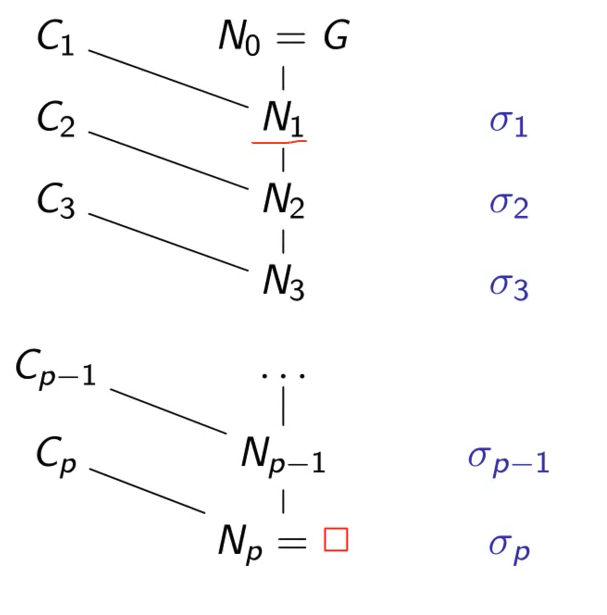 C₁ N₀ = G
C₂ N₁ σ₁
C₃ N₂ σ₂
N₃ σ₃
Cₚ₋₁ ...
Cₚ Nₚ₋₁ σₚ₋₁
Nₚ = □ σₚ